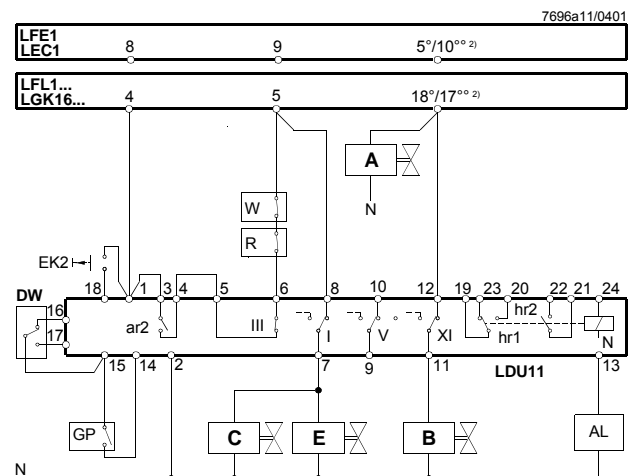 7696a11/0401
LFE1
LEC1
8 9 5°/10°° 2)
LFL1...
LGK16...
4 5 18°/17°° 2)
A
W
N
R
EK2
DW
18 1 3 4 5 6 8 10 12 19 23 20 22 21 24
16
17
ar2 III I V XI hr1 hr2 N
15 14 2 7 9 11 LDU11 13
GP C E B AL
N